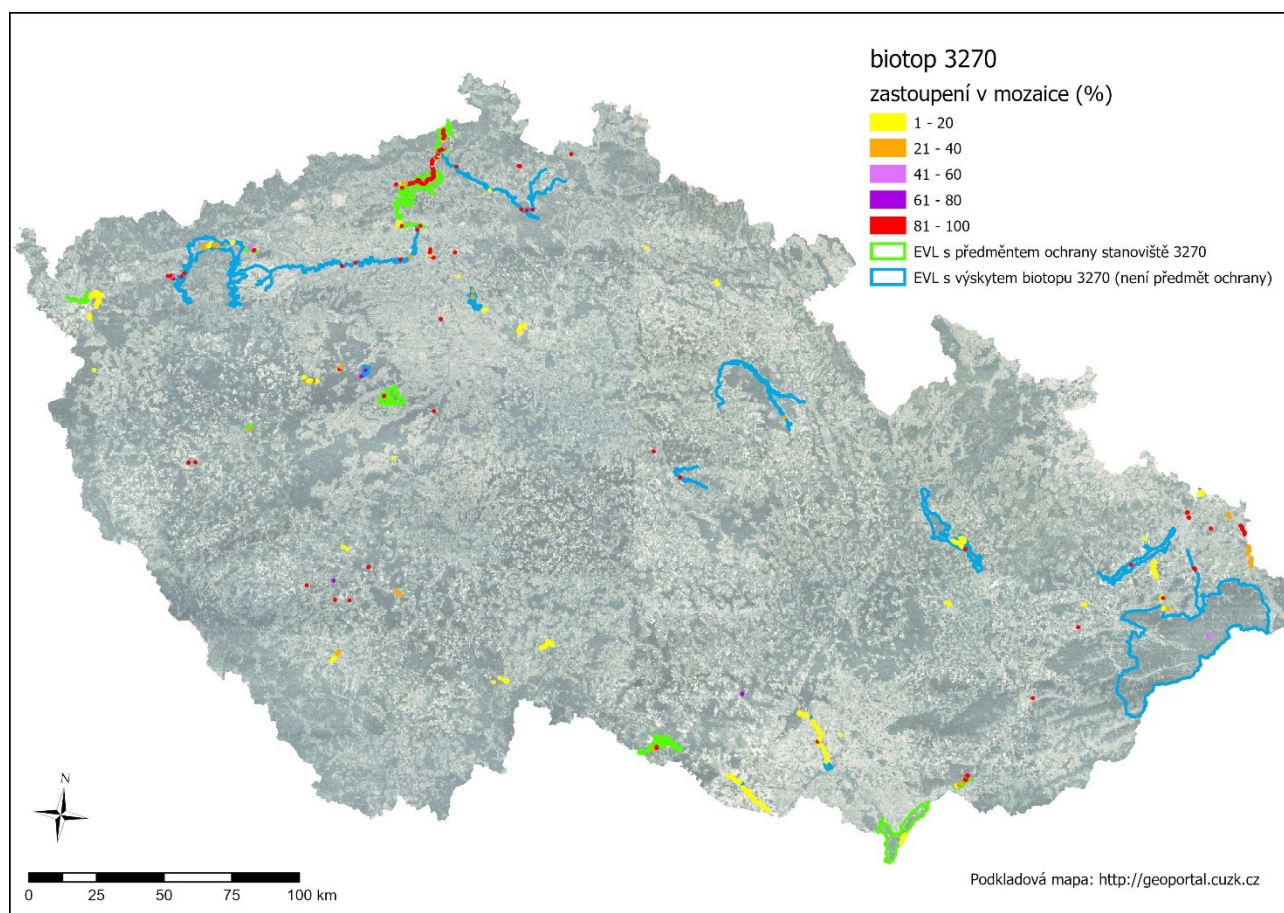 biotop 3270
zastoupení v mozaice (%)
1 - 20
21 - 40
41 - 60
61 - 80
81 - 100
EVL s předmětem ochrany stanoviště 3270
EVL s výskytem biotopu 3270 (není předmět ochrany)
N
0 25 50 75 100 km
Podkladová mapa: http://geoportal.cuzk.cz